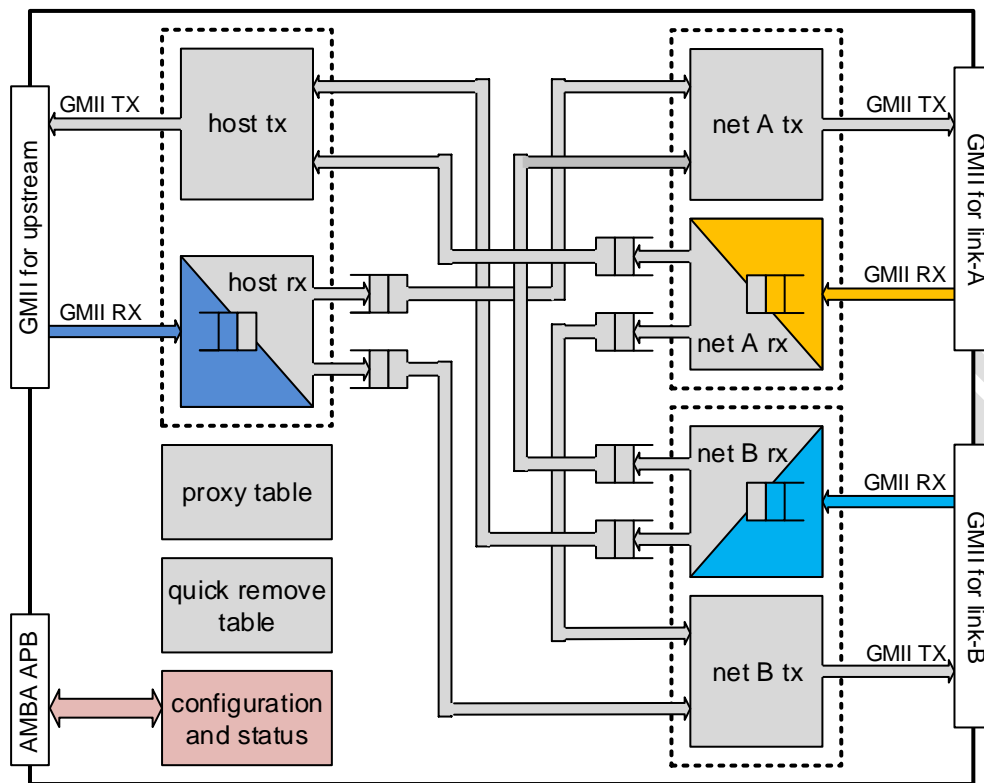 GMII for upstream
GMII TX
host tx
GMII RX
host rx
proxy table
quick remove
table
AMBA APB
configuration
and status
net A tx
GMII TX
GMII for link-A
GMII RX
net A rx
net B rx
GMII RX
GMII for link-B
GMII TX
net B tx